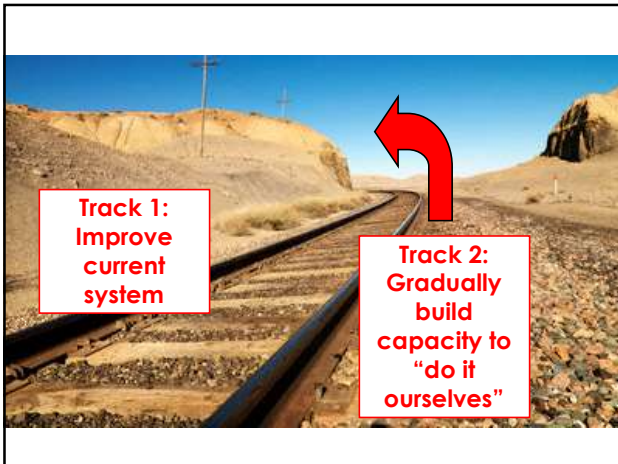 Track 1:
Improve
current
system
Track 2:
Gradually
build
capacity to
“do it
ourselves”